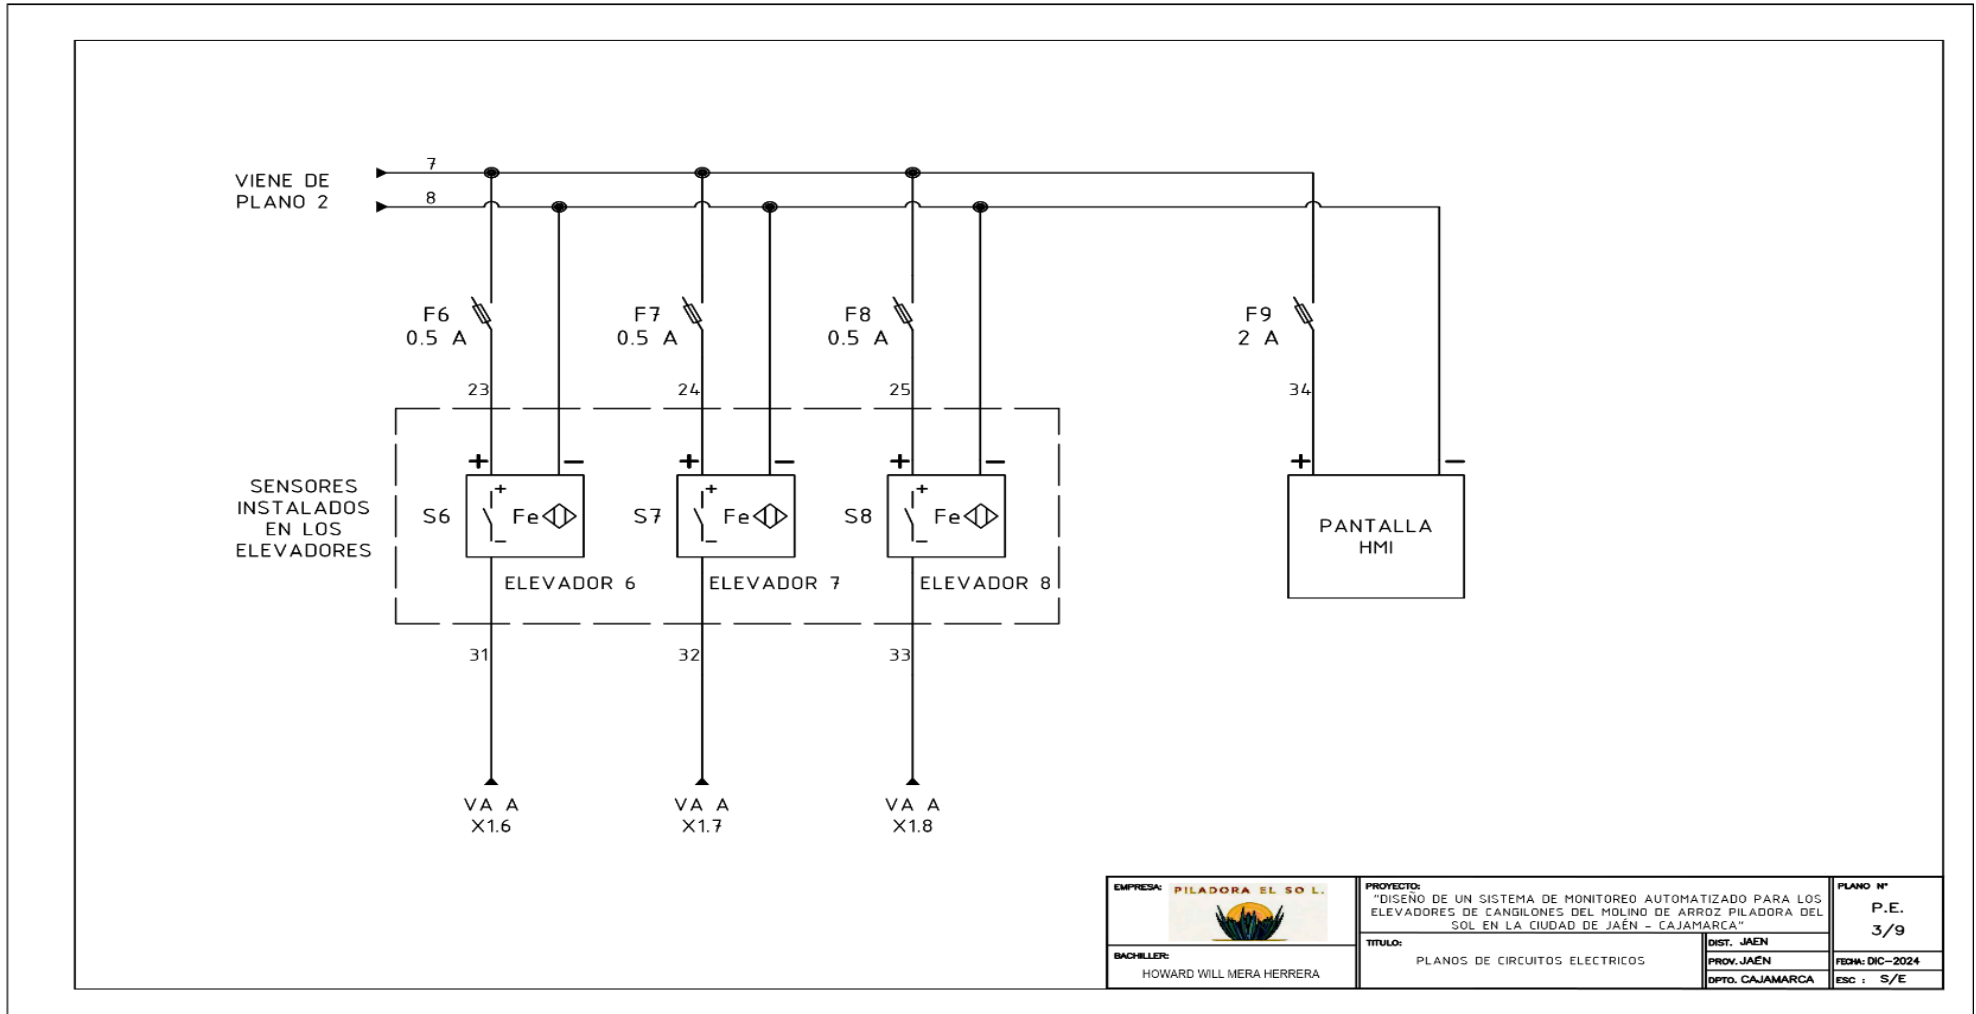 VIENE DE
PLANO 2
7
8
F6
0.5 A
F7
0.5 A
F8
0.5 A
F9
2 A
23
24
25
34
SENSORES
INSTALADOS
EN LOS
ELEVADORES
+ −
+ −
+ −
+ −
S6
+
−
Fe
S7
+
−
Fe
S8
+
−
Fe
PANTALLA
HMI
ELEVADOR 6
ELEVADOR 7
ELEVADOR 8
31
32
33
VA A
X1.6
VA A
X1.7
VA A
X1.8
EMPRESA:
PILADORA EL SO L.
BACHILLER:
HOWARD WILL MERA HERRERA
PROYECTO:
"DISEÑO DE UN SISTEMA DE MONITOREO AUTOMATIZADO PARA LOS
ELEVADORES DE CANGILONES DEL MOLINO DE ARROZ PILADORA DEL
SOL EN LA CIUDAD DE JAÉN - CAJAMARCA"
TITULO:
PLANOS DE CIRCUITOS ELECTRICOS
DIST. JAEN
PROV. JAÉN
DPTO. CAJAMARCA
PLANO N°
P.E.
3/9
FECHA: DIC-2024
ESC : S/E